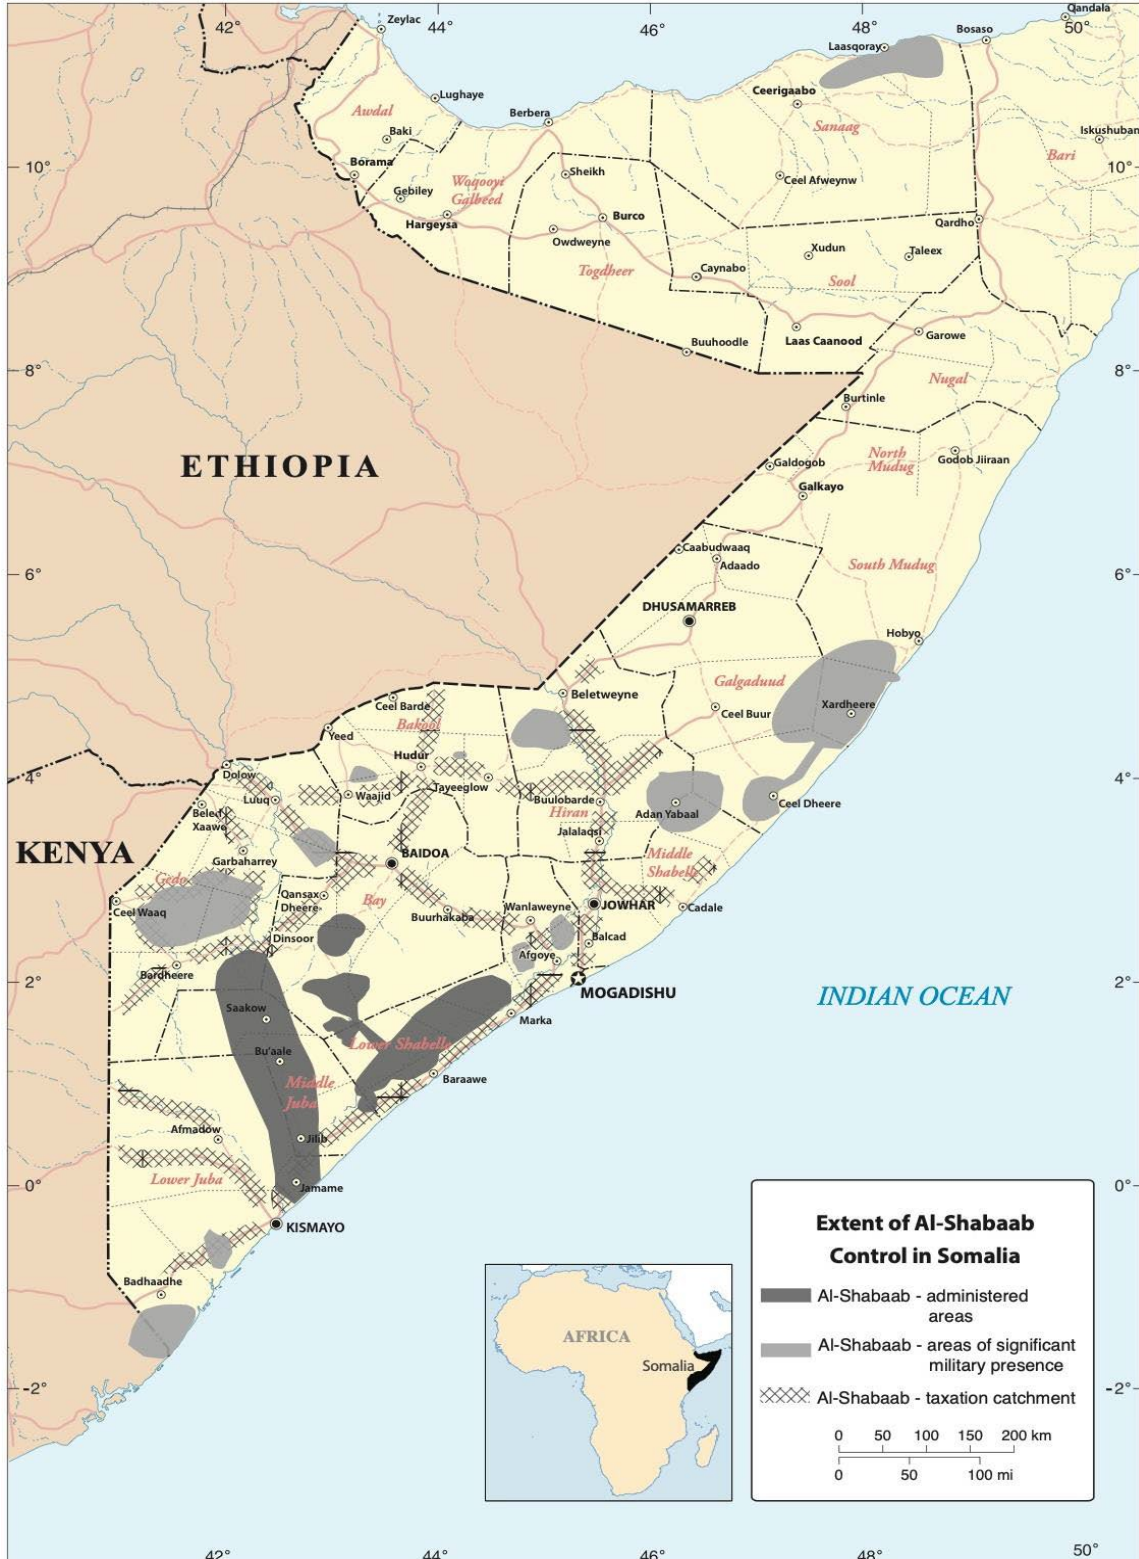 Qandala
Zeylac
42°
44°
46°
48°
50°
Bosaso
Laasqoray
Ceerigaabo
Lughaye
Berbera
Awdal
Sanaag
Baki
Iskushuban
Bari
10°
10°
Borama
Sheikh
Woqooyi
Galbeed
Ceel Afweynw
Gebiley
Hargeysa
Burco
Qardho
Owdweyne
Xudun
Taleex
Togdheer
Caynabo
Sool
Buuhoodle
Laas Caanood
Garowe
8°
8°
Nugal
Burtinle
ETHIOPIA
Galdogob
North
Mudug
Godob Jiiraan
Galkayo
Caabudwaaq
Adaado
South Mudug
6°
6°
DHUSAMARREB
Hobyo
Galgaduud
Beletweyne
Ceel Barde
Xardheere
Bakool
Ceel Buur
Yeed
Hudur
Dolow
4°
4°
Tayeeglow
Luuq
Waajid
Buulobarde
Ceel Dheere
Beled
Xaawo
Hiran
Adan Yabaal
Jalalaqsi
KENYA
BAIDOA
Garbaharrey
Middle
Shabelle
Gedo
Qansax
Dheere
Bay
Ceel Waaq
Buurhakaba
Wanlaweyne
JOWHAR
Cadale
Dinsoor
Balcad
Afgoye
Bardheere
2°
2°
MOGADISHU
INDIAN OCEAN
Saakow
Marka
Bu'aale
Lower Shabelle
Middle
Juba
Baraawe
Afmadow
Jilib
Lower Juba
Jamame
0°
0°
KISMAYO
Badhaadhe
Extent of Al-Shabaab
Control in Somalia
Al-Shabaab - administered
areas
Al-Shabaab - areas of significant
military presence
Al-Shabaab - taxation catchment
0 50 100 150 200 km
0 50 100 mi
AFRICA
Somalia
-2°
-2°
42°
44°
46°
48°
50°